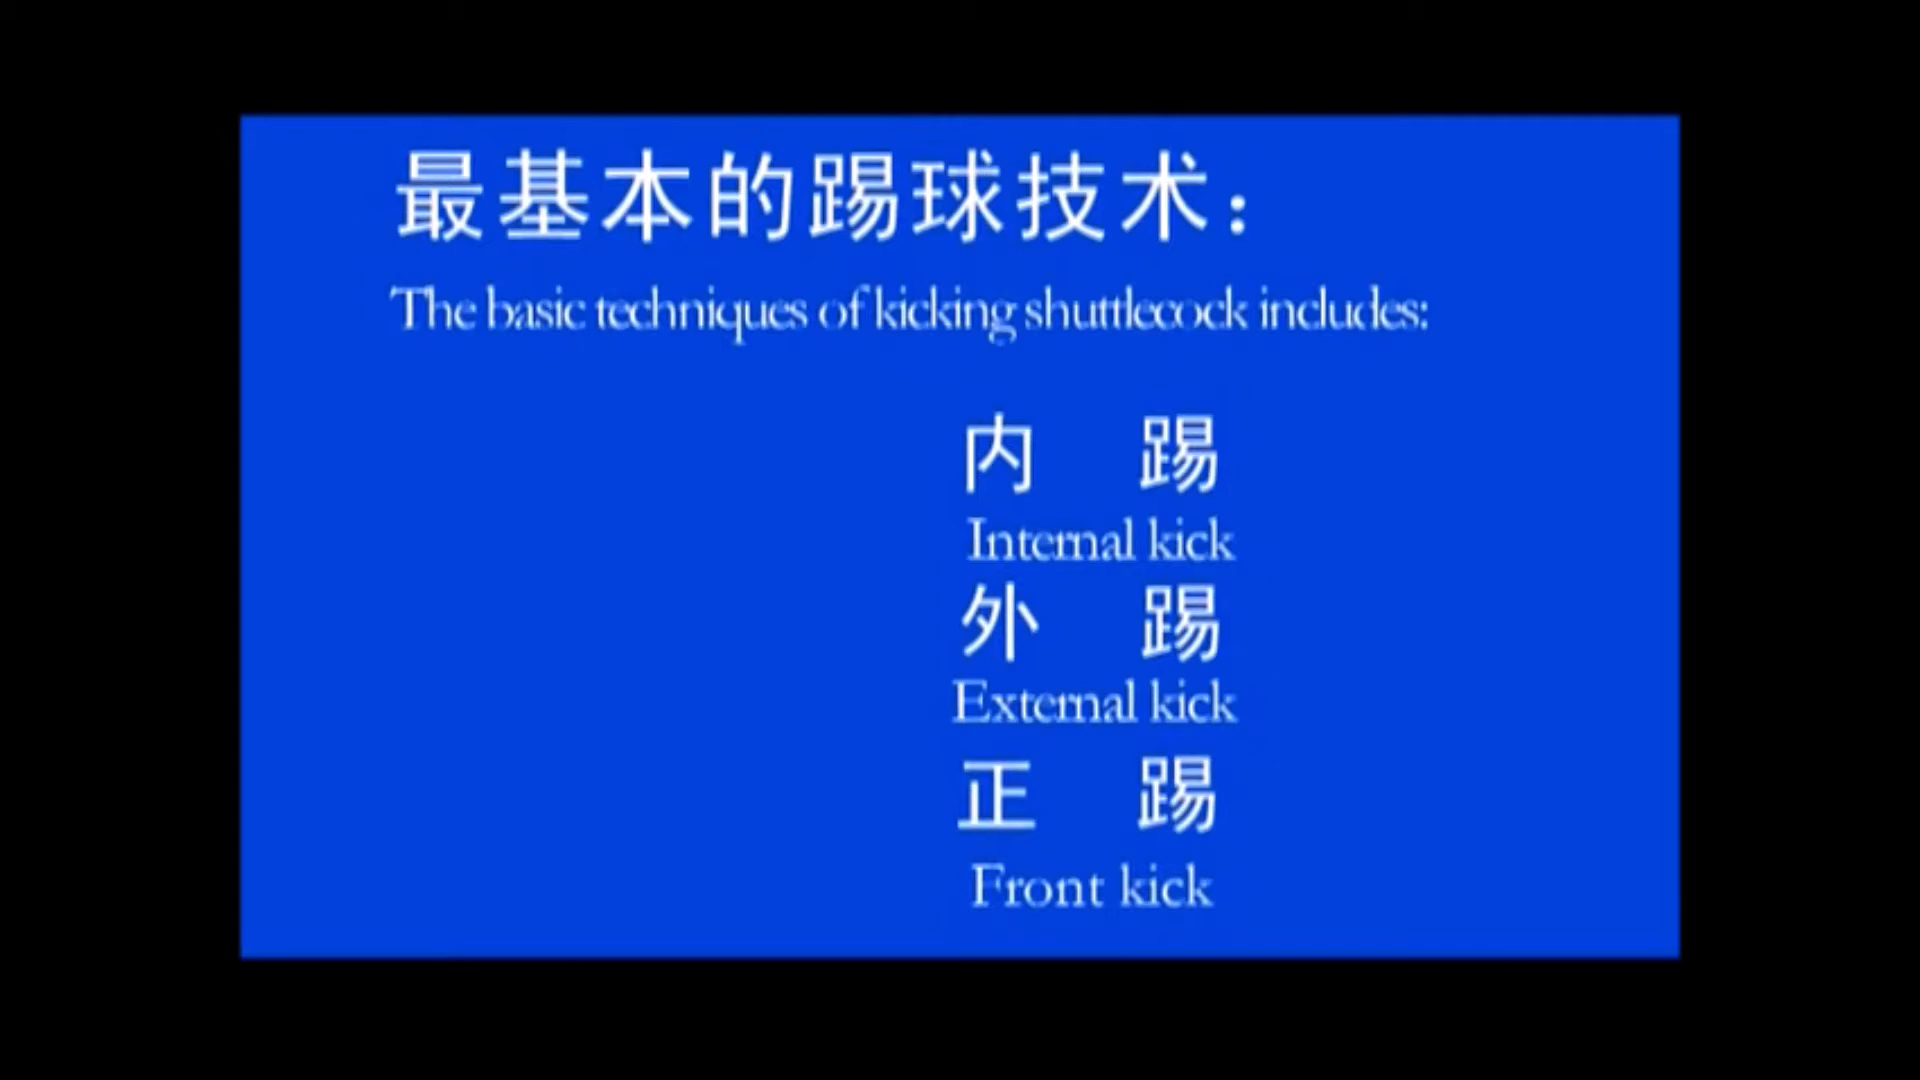 最基本的踢球技术：
The basic techniques of kicking shuttlecock includes:
内 踢
Internal kick
外 踢
External kick
正 踢
Front kick